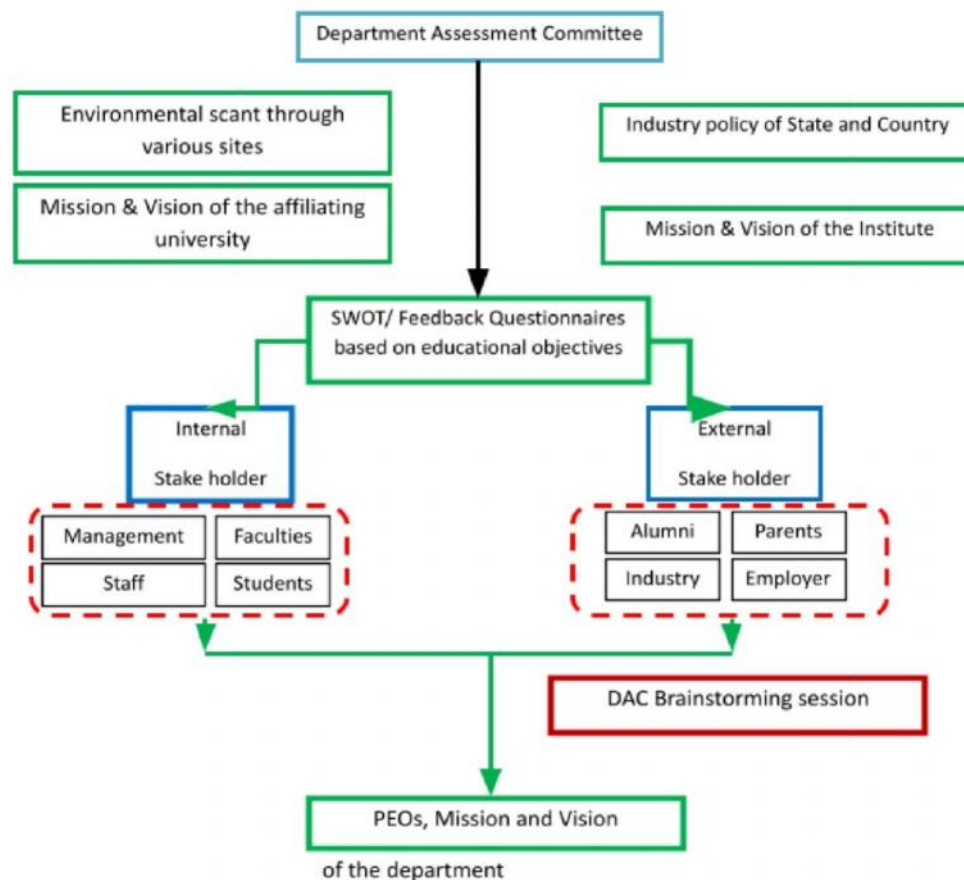 Department Assessment Committee
Environmental scant through
various sites
Industry policy of State and Country
Mission & Vision of the affiliating
university
Mission & Vision of the Institute
SWOT/ Feedback Questionnaires
based on educational objectives
Internal
Stake holder
External
Stake holder
Management
Faculties
Staff
Students
Alumni
Parents
Industry
Employer
DAC Brainstorming session
PEOs, Mission and Vision
of the department